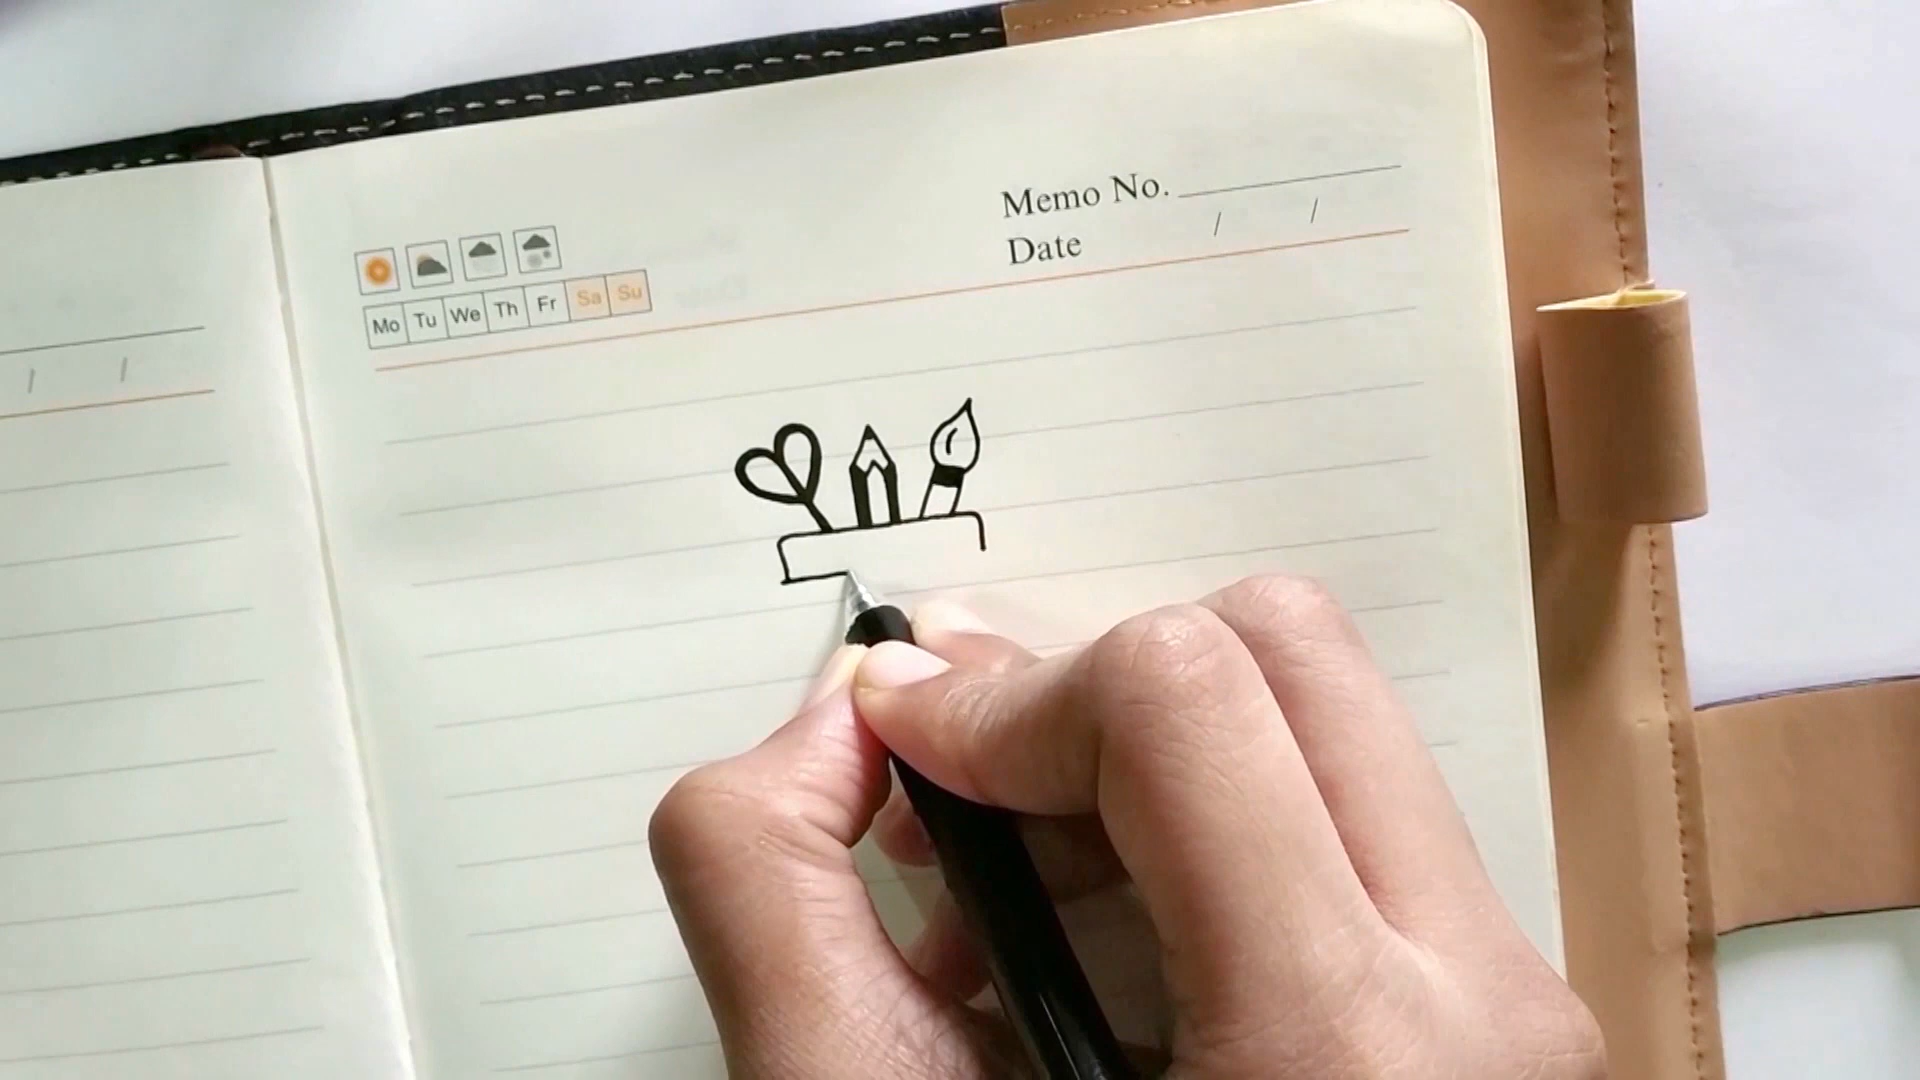 Memo No.
Date / /
Mo Tu We Th Fr Sa Su
/ /